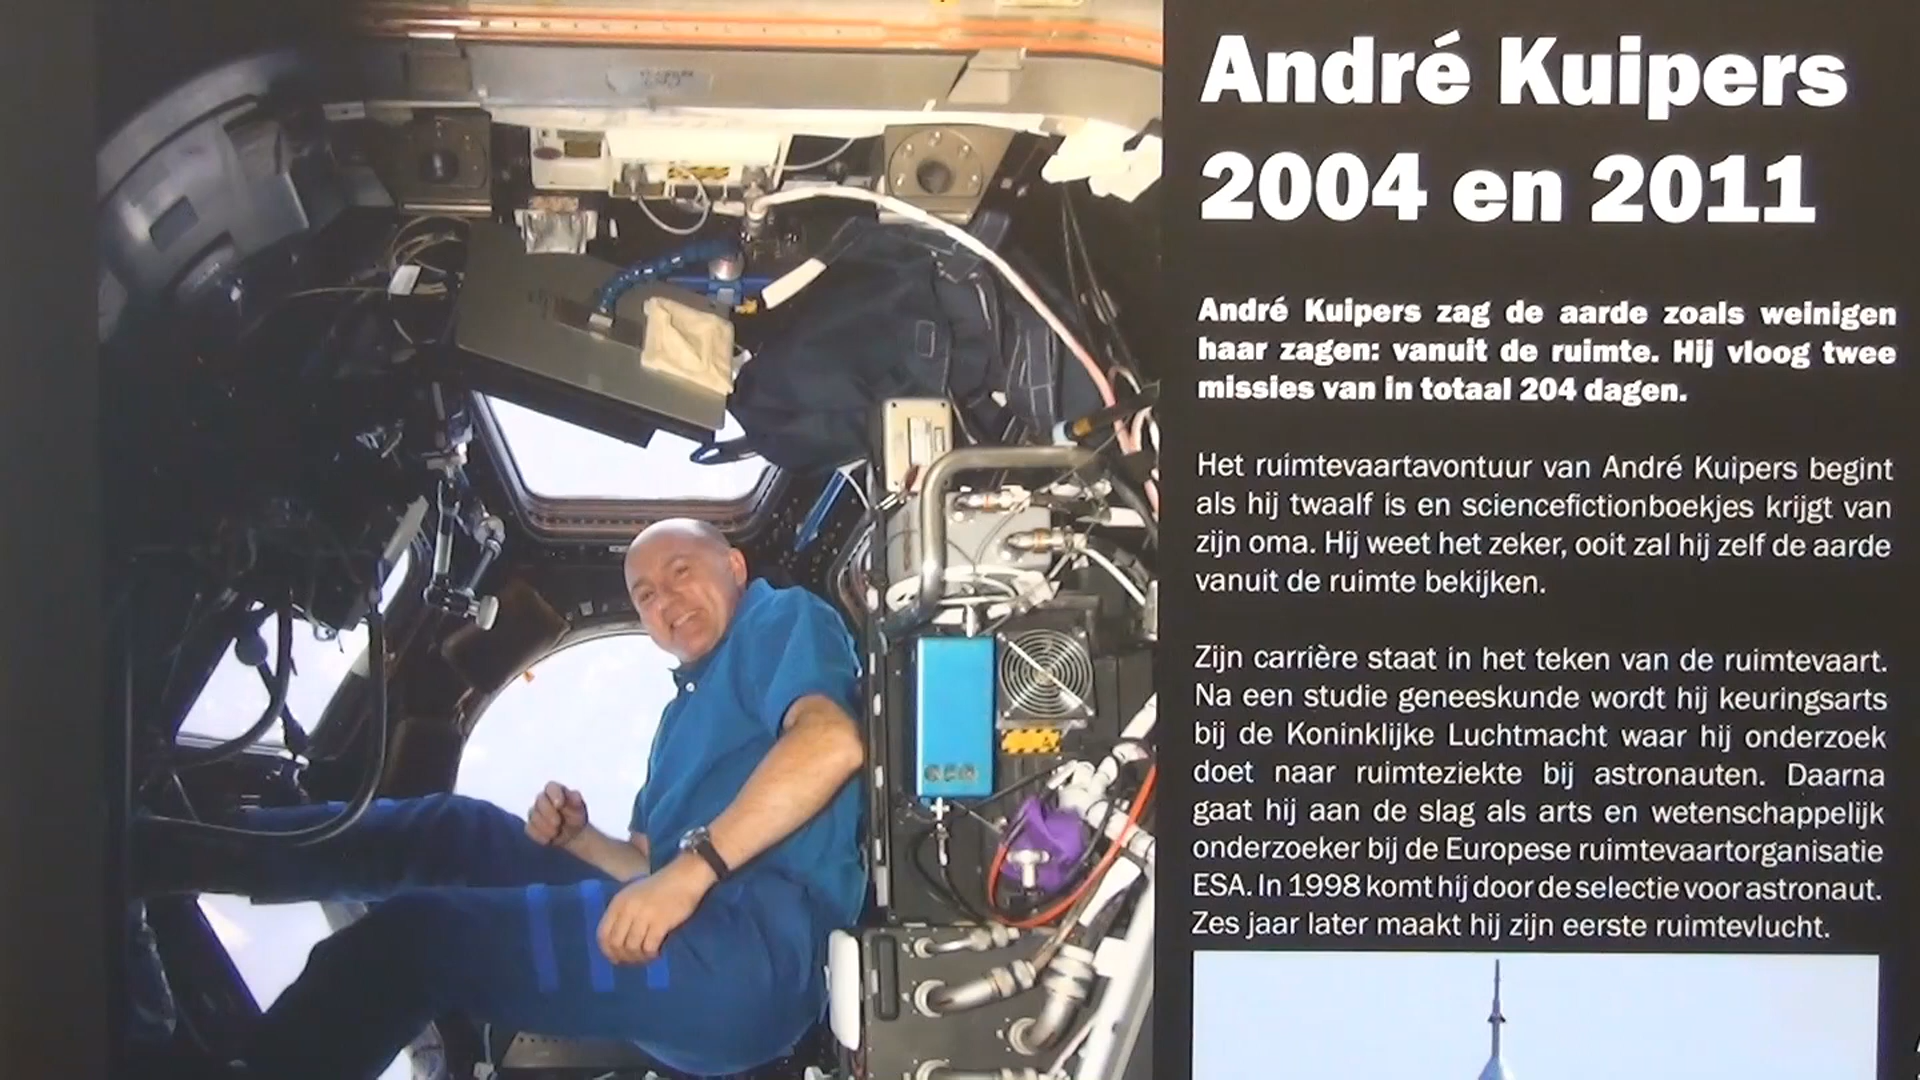 André Kuipers
2004 en 2011
André Kuipers zag de aarde zoals weinigen
haar zagen: vanuit de ruimte. Hij vloog twee
missies van in totaal 204 dagen.
Het ruimtevaartavontuur van André Kuipers begint
als hij twaalf is en sciencefictionboekjes krijgt van
zijn oma. Hij weet het zeker, ooit zal hij zelf de aarde
vanuit de ruimte bekijken.
Zijn carrière staat in het teken van de ruimtevaart.
Na een studie geneeskunde wordt hij keuringsarts
bij de Koninklijke Luchtmacht waar hij onderzoek
doet naar ruimteziekte bij astronauten. Daarna
gaat hij aan de slag als arts en wetenschappelijk
onderzoeker bij de Europese ruimtevaartorganisatie
ESA. In 1998 komt hij door de selectie voor astronaut.
Zes jaar later maakt hij zijn eerste ruimtevlucht.